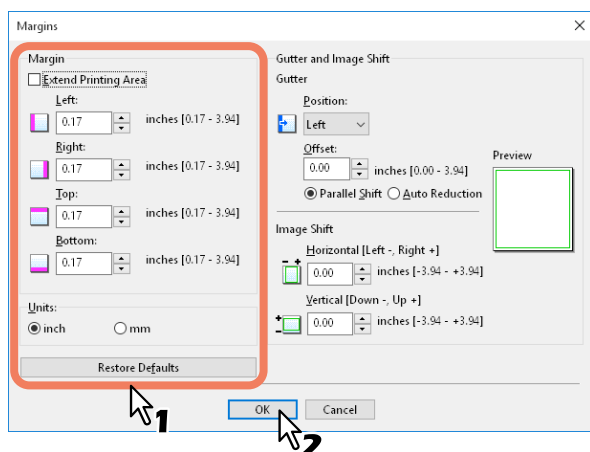 Margins
Margin
Extend Printing Area
Left:
0.17 inches [0.17 - 3.94]
Right:
0.17 inches [0.17 - 3.94]
Top:
0.17 inches [0.17 - 3.94]
Bottom:
0.17 inches [0.17 - 3.94]
Units:
inch mm
Restore Defaults
1
Gutter and Image Shift
Gutter
Position:
Left
Offset:
0.00 inches [0.00 - 3.94]
Parallel Shift Auto Reduction
Preview
Image Shift
Horizontal [Left -, Right +]
- +
0.00 inches [-3.94 - +3.94]
Vertical [Down -, Up +]
+
-
0.00 inches [-3.94 - +3.94]
OK Cancel
2